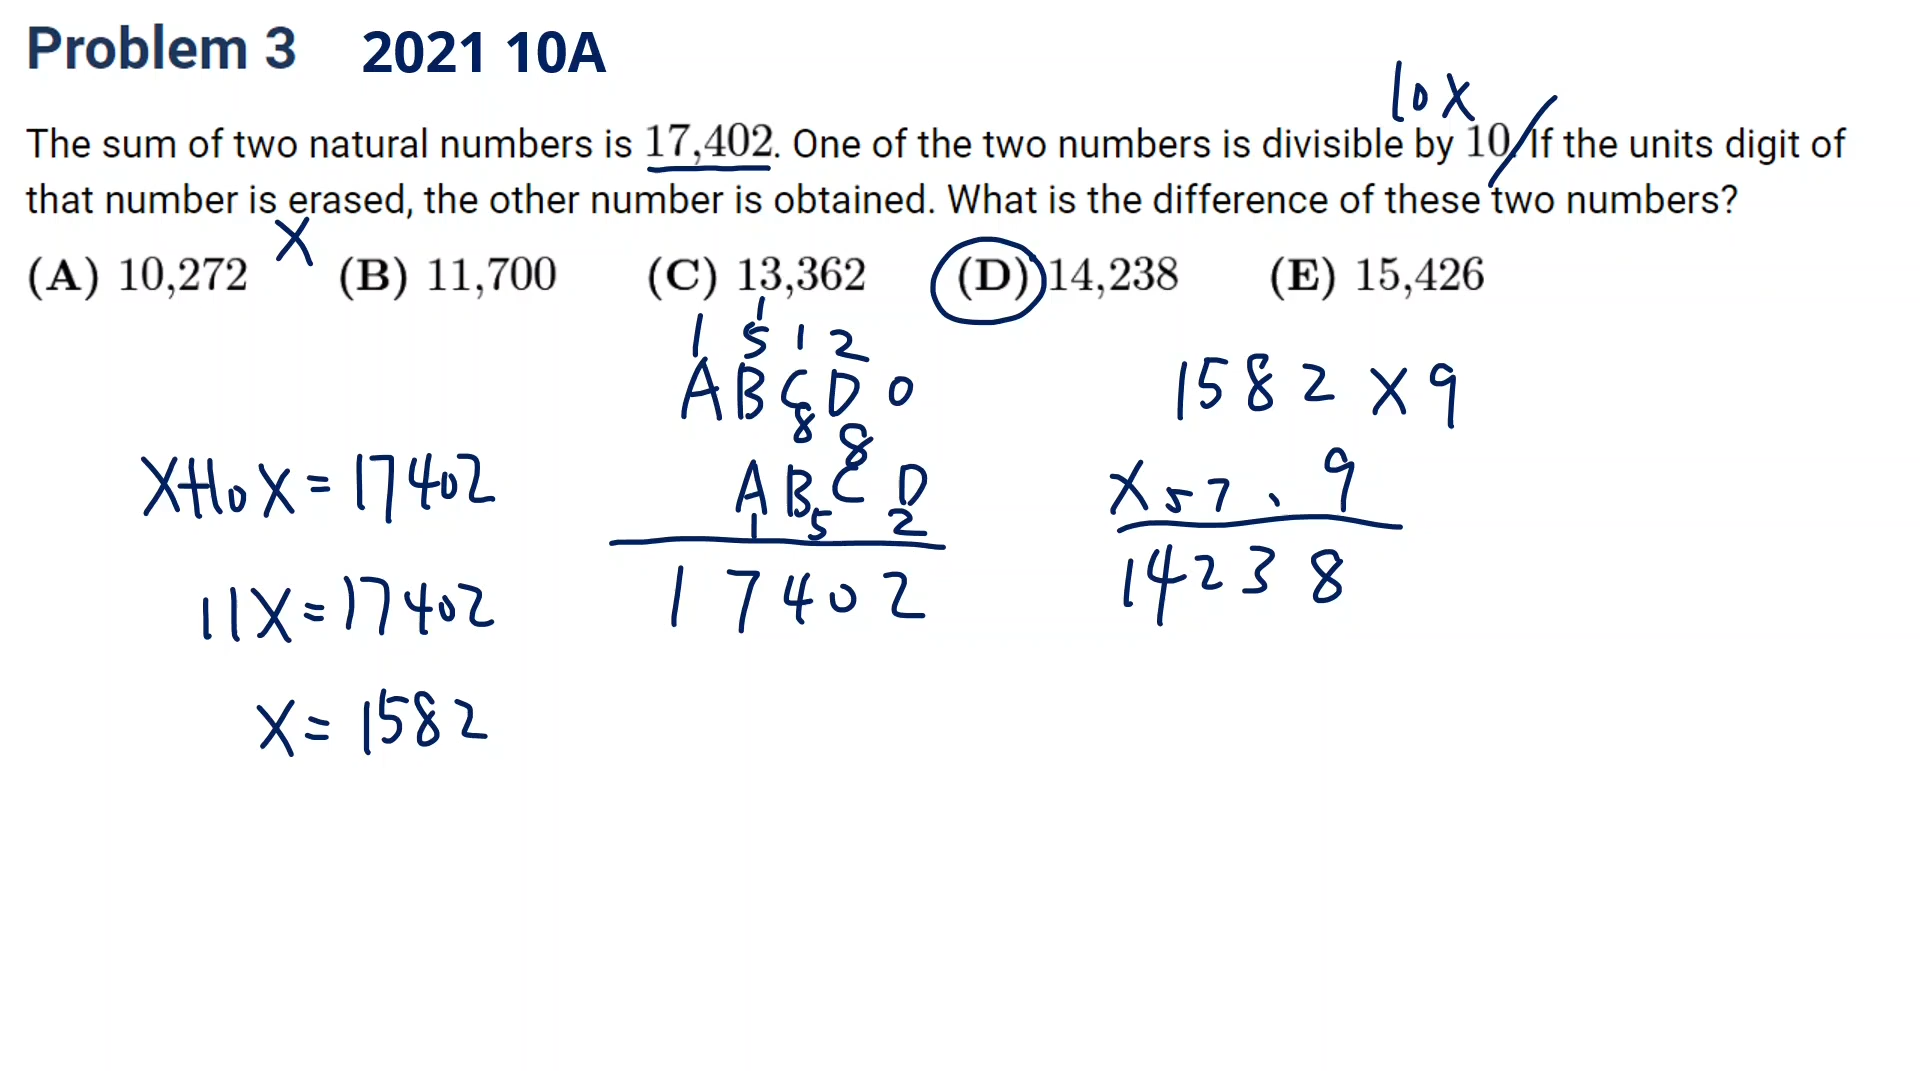 Problem 3 2021 10A
10x
The sum of two natural numbers is 17,402. One of the two numbers is divisible by 10. If the units digit of
that number is erased, the other number is obtained. What is the difference of these two numbers?
x
(A) 10,272 (B) 11,700 (C) 13,362 (D) 14,238 (E) 15,426
1
1 5 1 2
A B C D 0
8
8
A B C D
1 5 2
1 7 4 0 2
x+10x=17402
11x=17402
x=1582
1582 x 9
x 5 7 1 9
14238